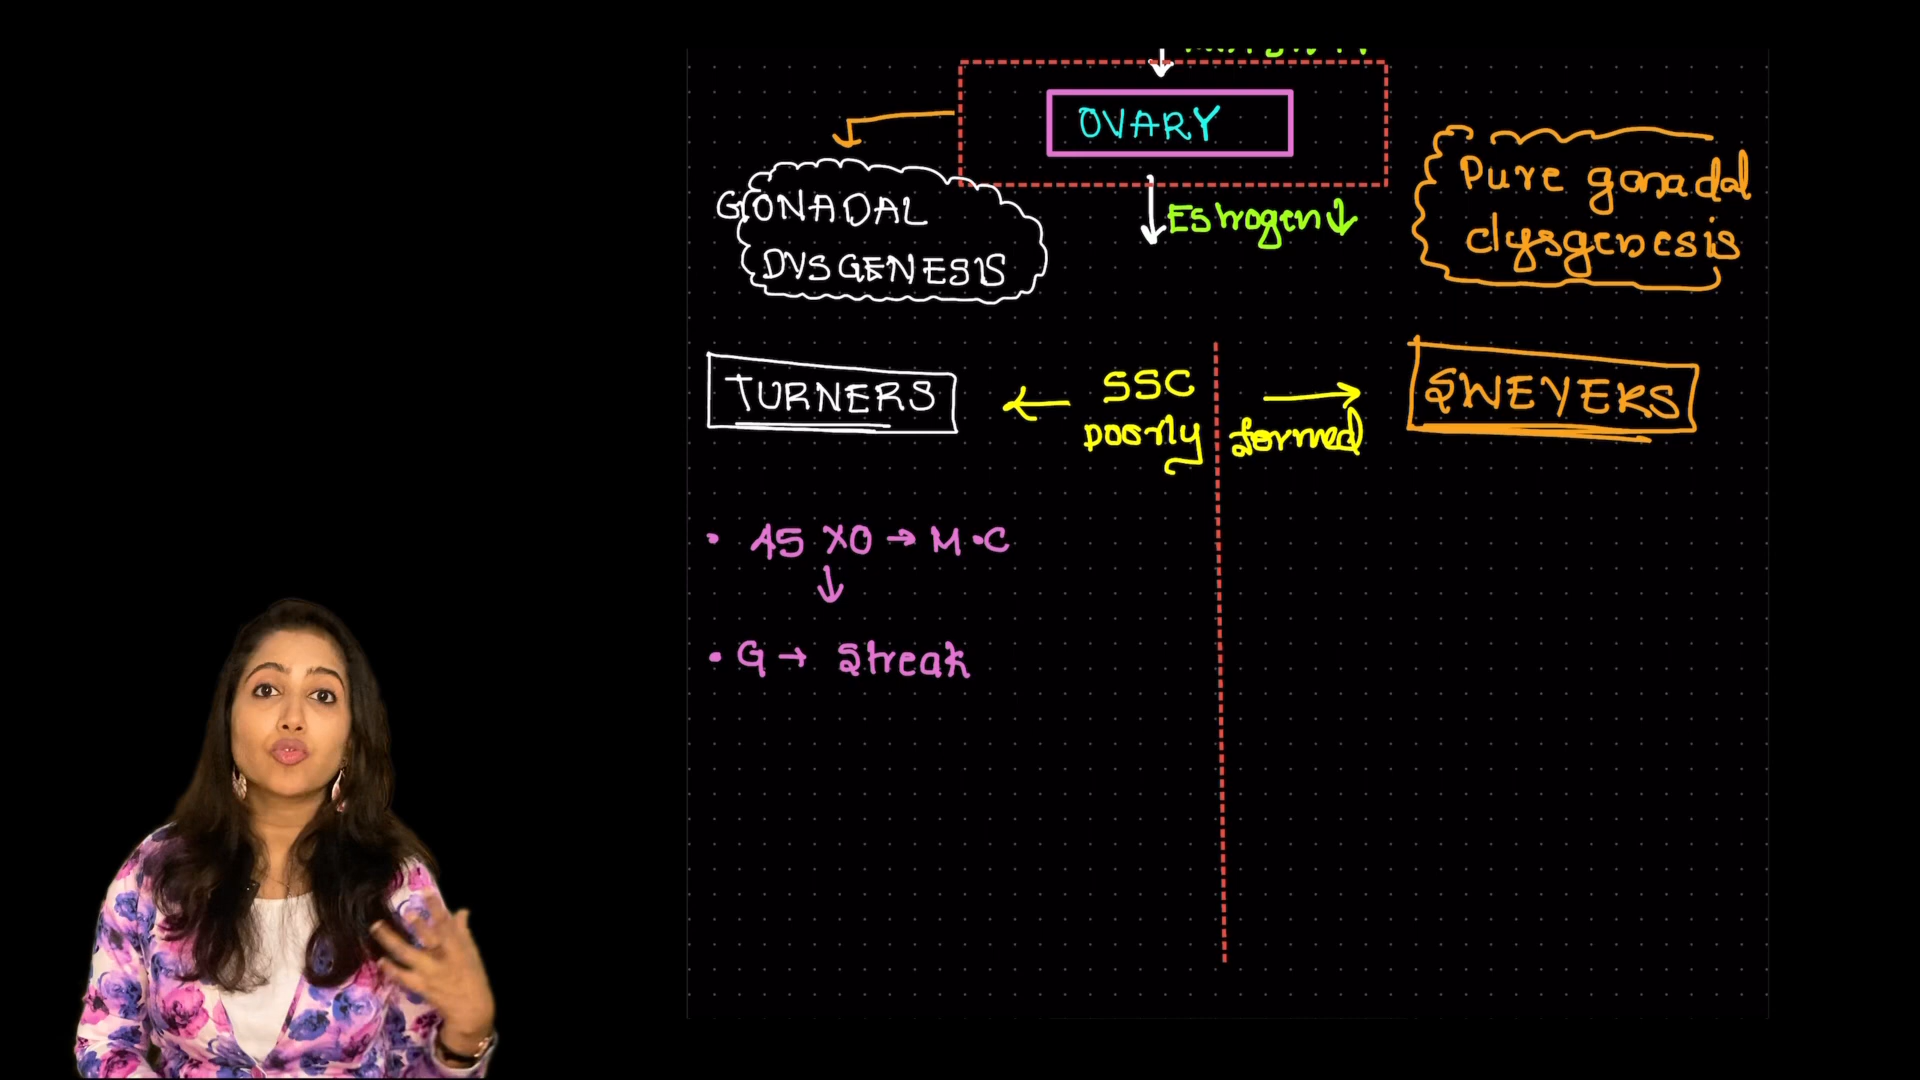 OVARY
Estrogen↓
GONADAL
DYSGENESIS
Pure gonadal
dysgenesis
TURNERS
← SSC →
poorly formed
SWEYERS
• 45 XO → M.C
↓
• G → Streak